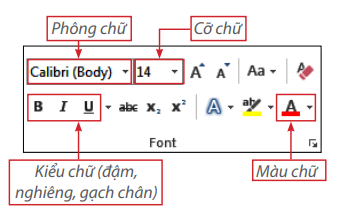 Phông chữ
Cỡ chữ
Calibri (Body)
14
A A
Aa
A
B I U abc x₂ x² A ab A
Font
Kiểu chữ (đậm,
nghiêng, gạch chân)
Màu chữ